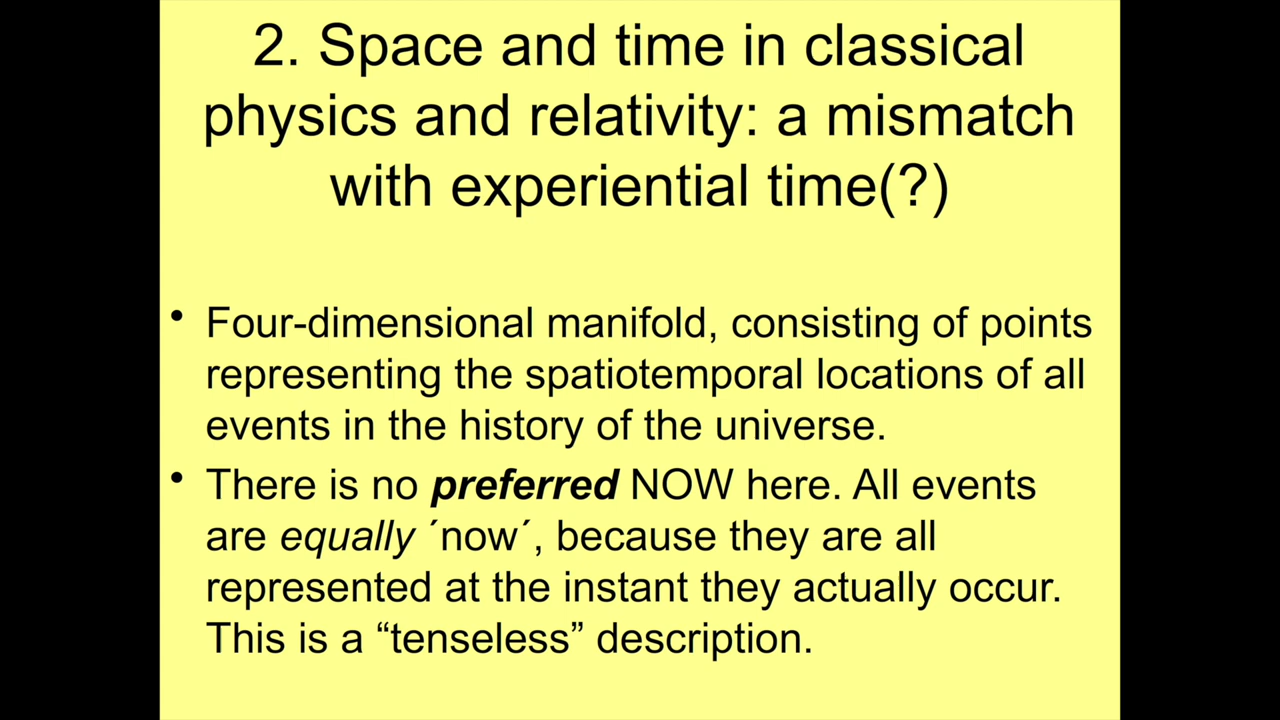 2. Space and time in classical
physics and relativity: a mismatch
with experiential time(?)
• Four-dimensional manifold, consisting of points
representing the spatiotemporal locations of all
events in the history of the universe.
• There is no preferred NOW here. All events
are equally ´now´, because they are all
represented at the instant they actually occur.
This is a “tenseless” description.